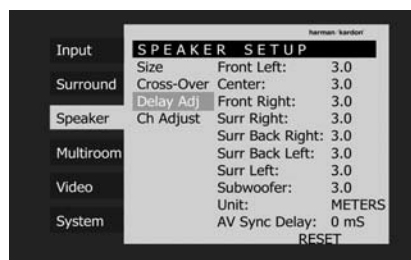 harman/kardon
Input
Surround
Speaker
Multiroom
Video
System
SPEAKER SETUP
Size
Cross-Over
Delay Adj
Ch Adjust
Front Left: 3.0
Center: 3.0
Front Right: 3.0
Surr Right: 3.0
Surr Back Right: 3.0
Surr Back Left: 3.0
Surr Left: 3.0
Subwoofer: 3.0
Unit: METERS
AV Sync Delay: 0 mS
RESET